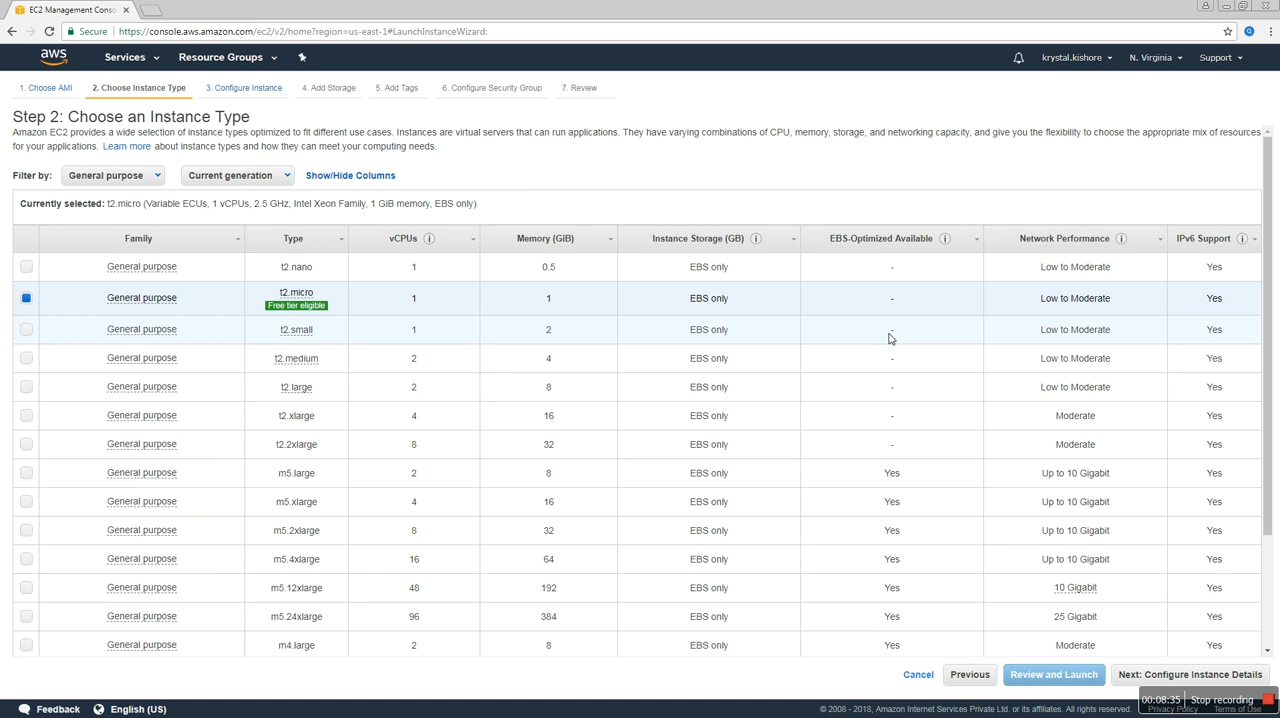 EC2 Management Conso
Secure https://console.aws.amazon.com/ec2/v2/home?region=us-east-1#LaunchInstanceWizard:
aws Services Resource Groups krystal.kishore N. Virginia Support
1. Choose AMI 2. Choose Instance Type 3. Configure Instance 4. Add Storage 5. Add Tags 6. Configure Security Group 7. Review
Step 2: Choose an Instance Type
Amazon EC2 provides a wide selection of instance types optimized to fit different use cases. Instances are virtual servers that can run applications. They have varying combinations of CPU, memory, storage, and networking capacity, and give you the flexibility to choose the appropriate mix of resources
for your applications. Learn more about instance types and how they can meet your computing needs.
Filter by: General purpose Current generation Show/Hide Columns
Currently selected: t2.micro (Variable ECUs, 1 vCPUs, 2.5 GHz, Intel Xeon Family, 1 GiB memory, EBS only)
Family Type vCPUs Memory (GiB) Instance Storage (GB) EBS-Optimized Available Network Performance IPv6 Support
General purpose t2.nano 1 0.5 EBS only - Low to Moderate Yes
General purpose t2.micro 1 1 EBS only - Low to Moderate Yes
Free tier eligible
General purpose t2.small 1 2 EBS only - Low to Moderate Yes
General purpose t2.medium 2 4 EBS only - Low to Moderate Yes
General purpose t2.large 2 8 EBS only - Low to Moderate Yes
General purpose t2.xlarge 4 16 EBS only - Moderate Yes
General purpose t2.2xlarge 8 32 EBS only - Moderate Yes
General purpose m5.large 2 8 EBS only Yes Up to 10 Gigabit Yes
General purpose m5.xlarge 4 16 EBS only Yes Up to 10 Gigabit Yes
General purpose m5.2xlarge 8 32 EBS only Yes Up to 10 Gigabit Yes
General purpose m5.4xlarge 16 64 EBS only Yes Up to 10 Gigabit Yes
General purpose m5.12xlarge 48 192 EBS only Yes 10 Gigabit Yes
General purpose m5.24xlarge 96 384 EBS only Yes 25 Gigabit Yes
General purpose m4.large 2 8 EBS only Yes Moderate Yes
Cancel Previous Review and Launch Next: Configure Instance Details
00:08:35 Stop recording
Feedback English (US) © 2008 - 2018, Amazon Internet Services Private Ltd. or its affiliates. All rights reserved. Privacy Policy Terms of Use